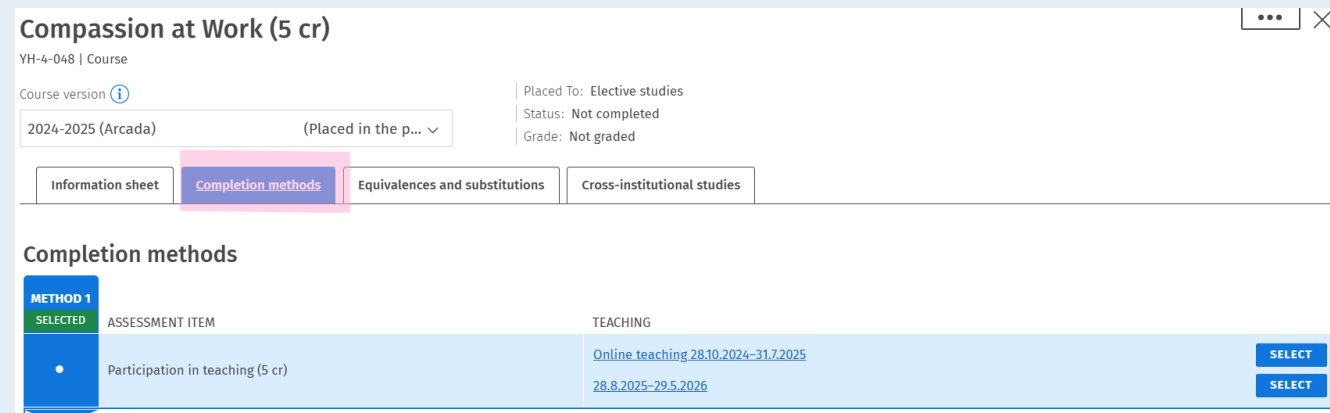 Compassion at Work (5 cr)
YH-4-048 | Course
Course version
2024-2025 (Arcada) (Placed in the p...
Placed To: Elective studies
Status: Not completed
Grade: Not graded
Information sheet Completion methods Equivalences and substitutions Cross-institutional studies
Completion methods
METHOD 1
SELECTED ASSESSMENT ITEM TEACHING
Participation in teaching (5 cr)
Online teaching 28.10.2024–31.7.2025 SELECT
28.8.2025–29.5.2026 SELECT